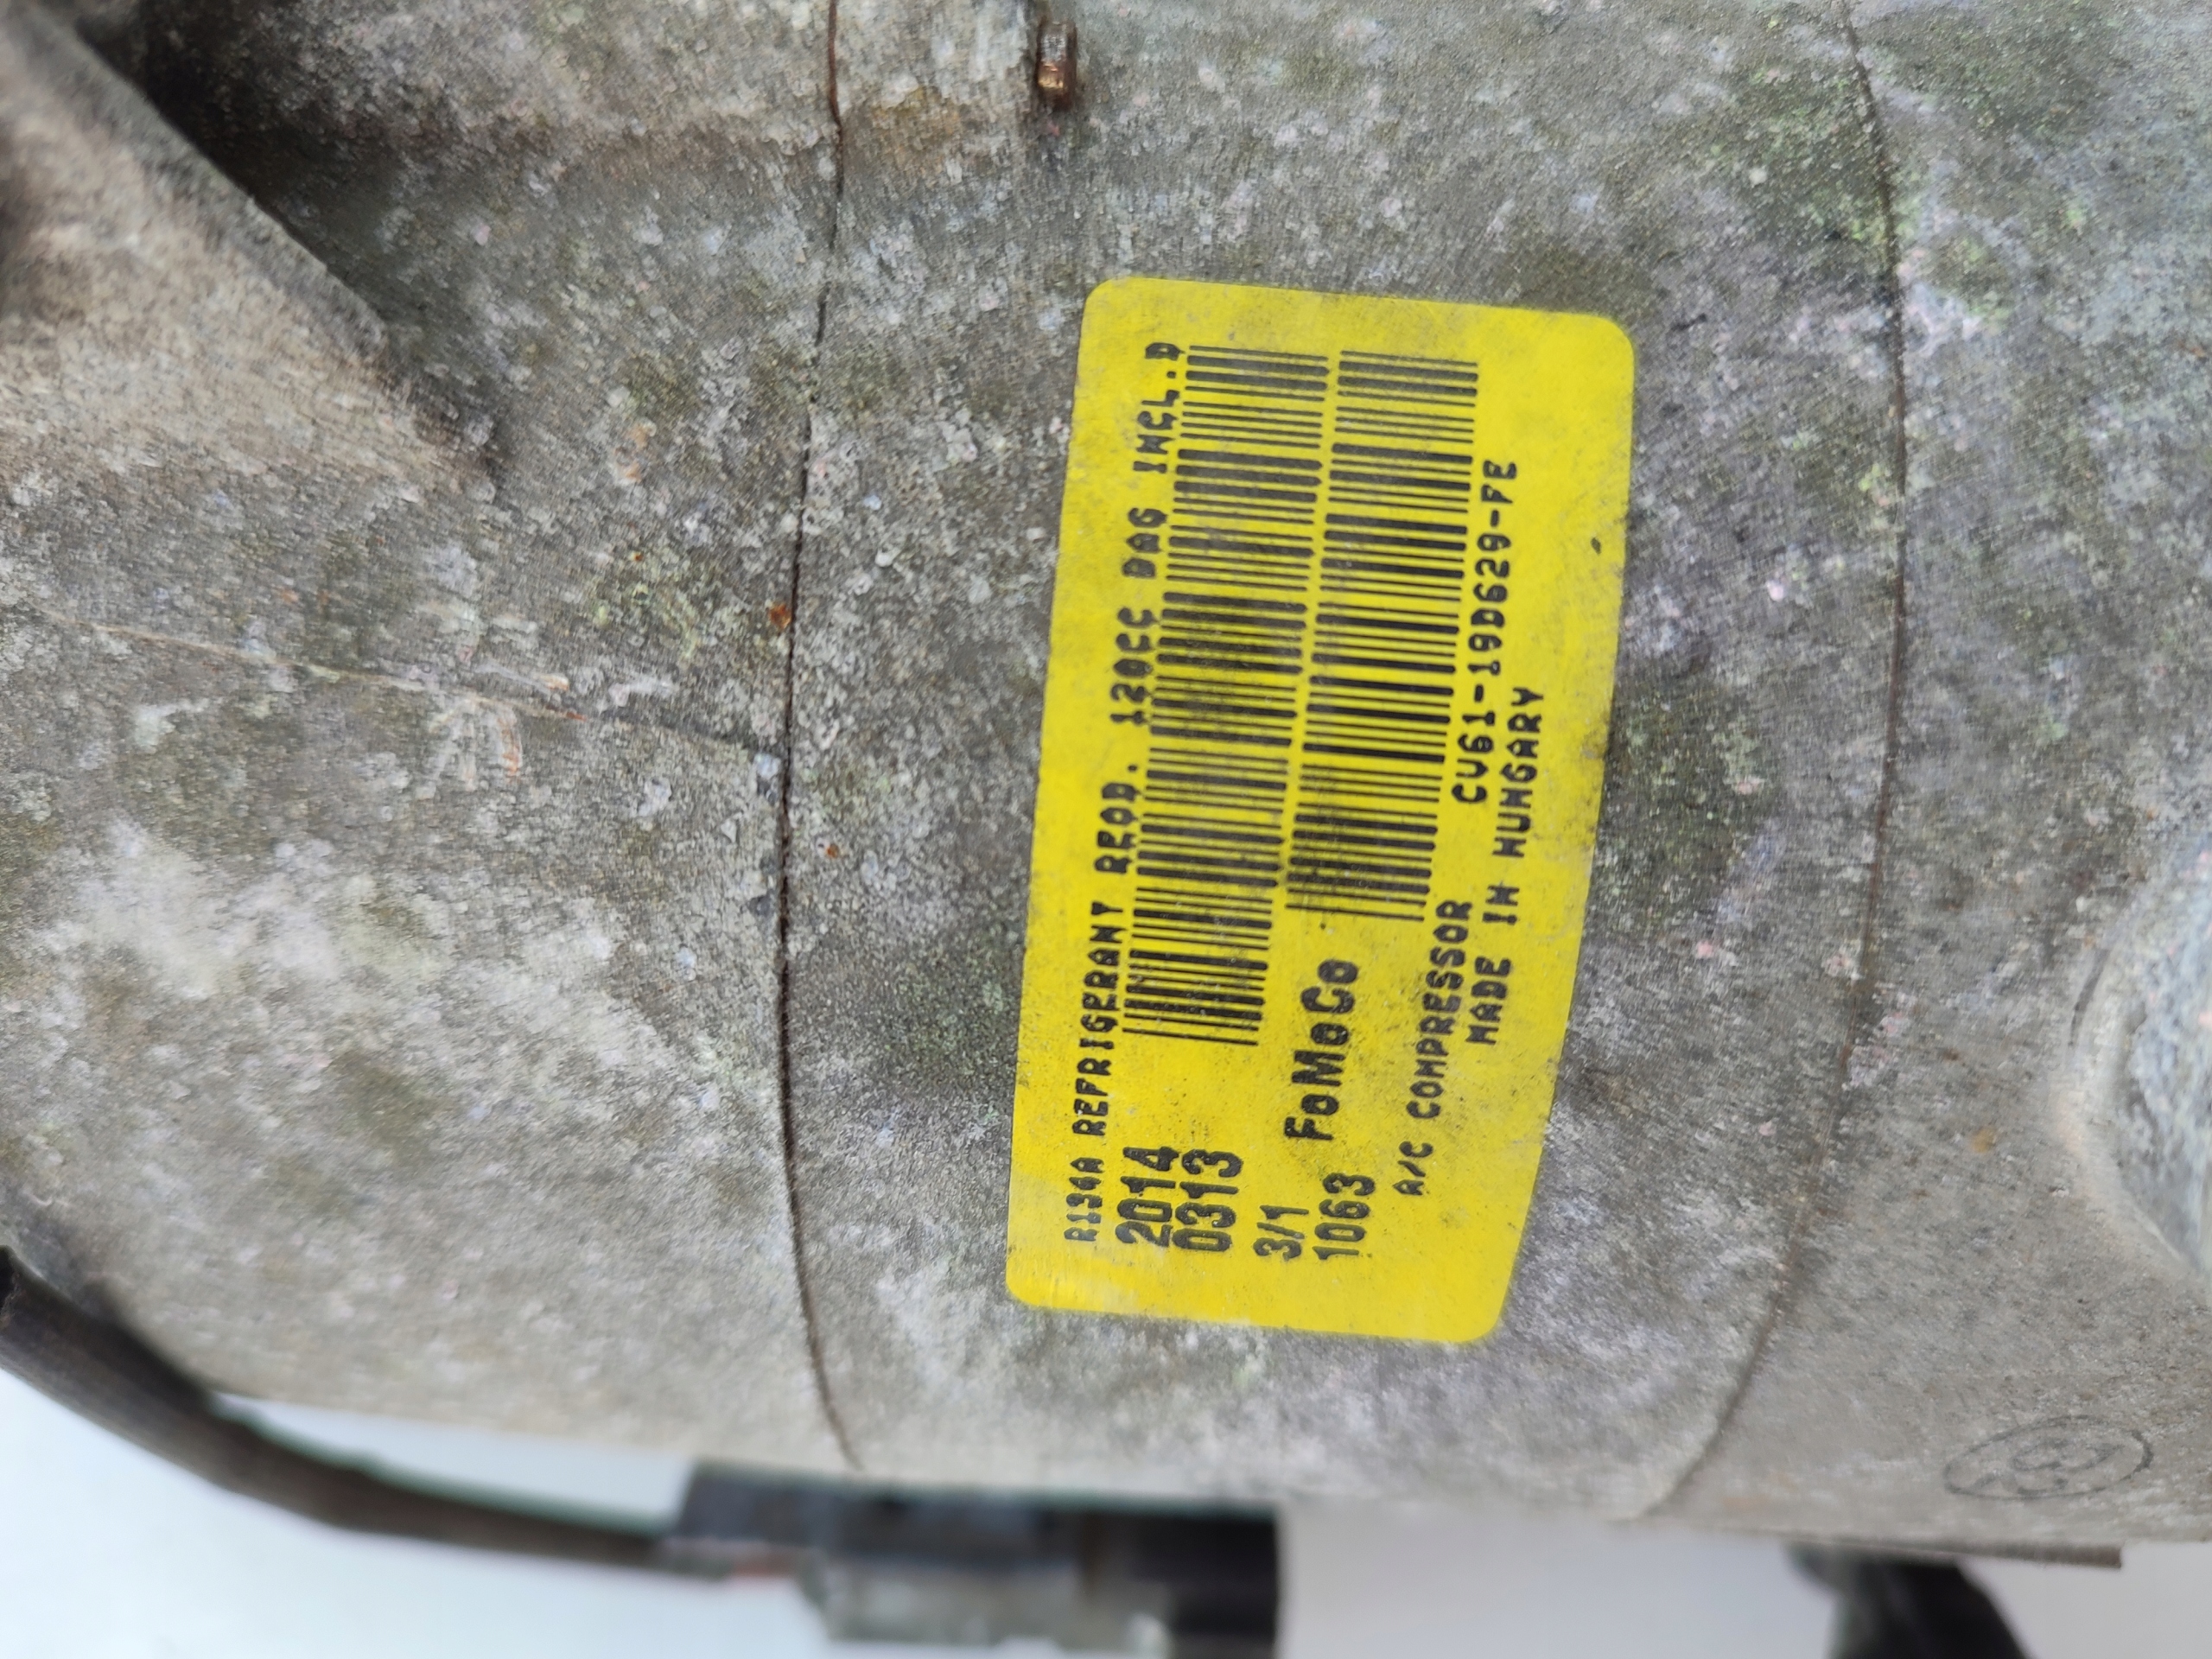 R134A REFRIGERANT REQD. 120CC DAG INCL.D
2014
0313
3/1
1063 FoMoCo
A/C COMPRESSOR CV61-19D629-FE
MADE IN HUNGARY